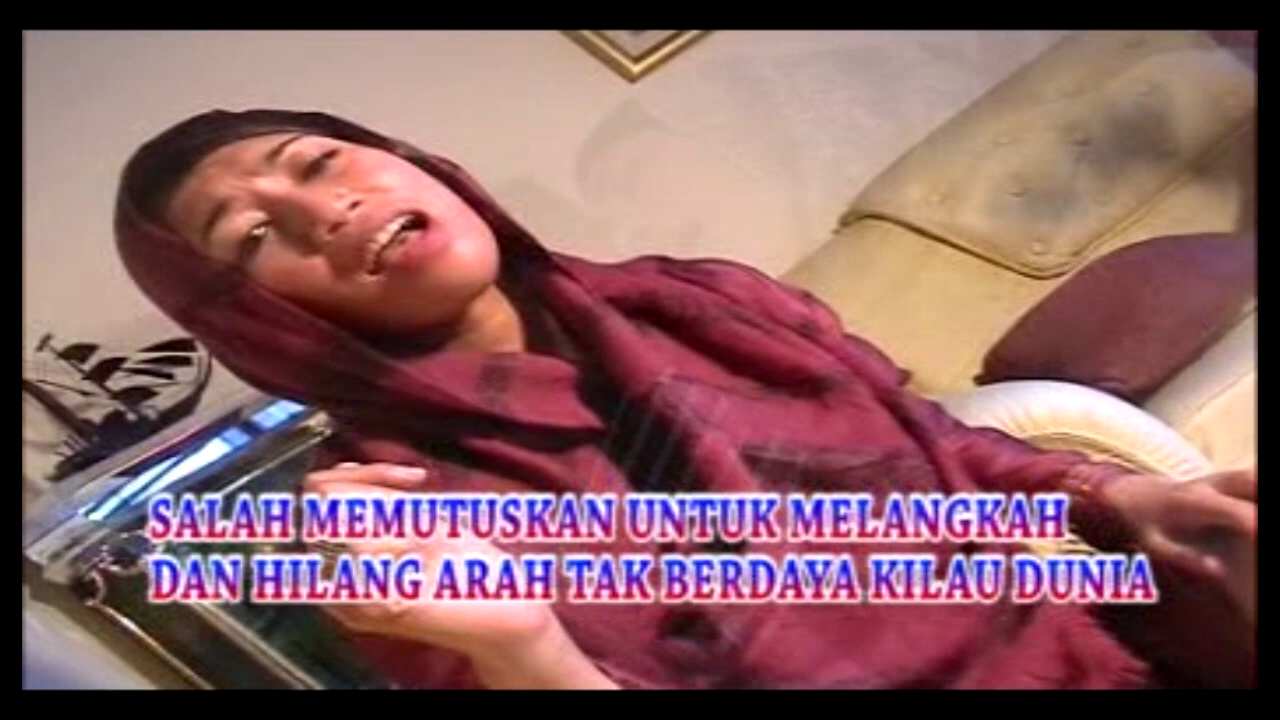 SALAH MEMUTUSKAN UNTUK MELANGKAH
DAN HILANG ARAH TAK BERDAYA KILAU DUNIA